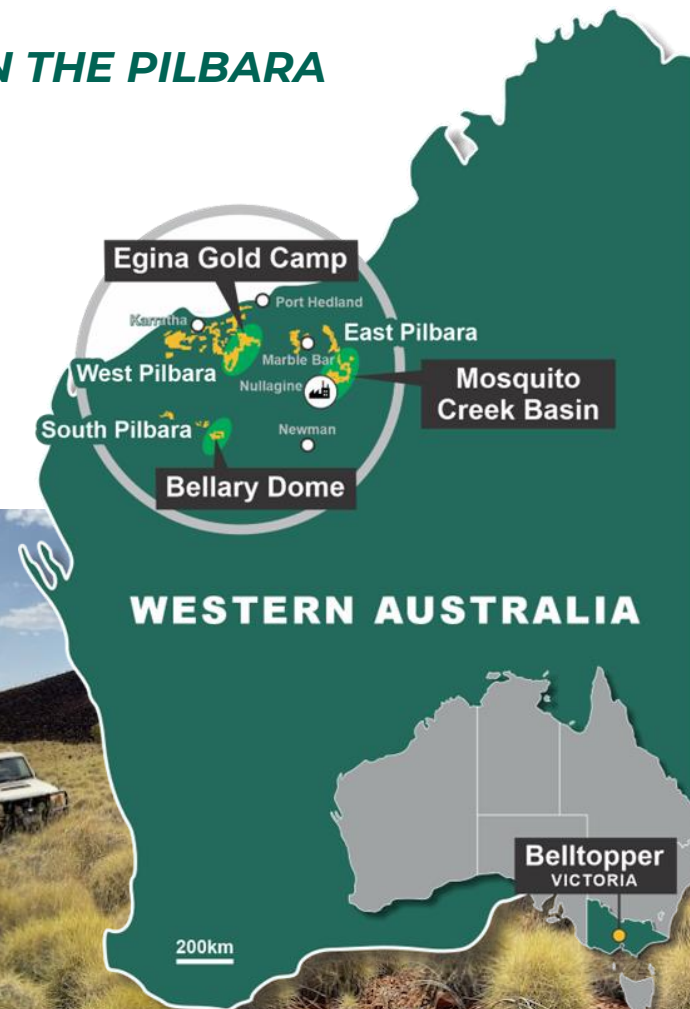 N THE PILBARA
Egina Gold Camp
Port Hedland
Karratha
East Pilbara
Marble Bar
West Pilbara
Nullagine
Mosquito
Creek Basin
South Pilbara
Newman
Bellary Dome
WESTERN AUSTRALIA
Belltopper
VICTORIA
200km